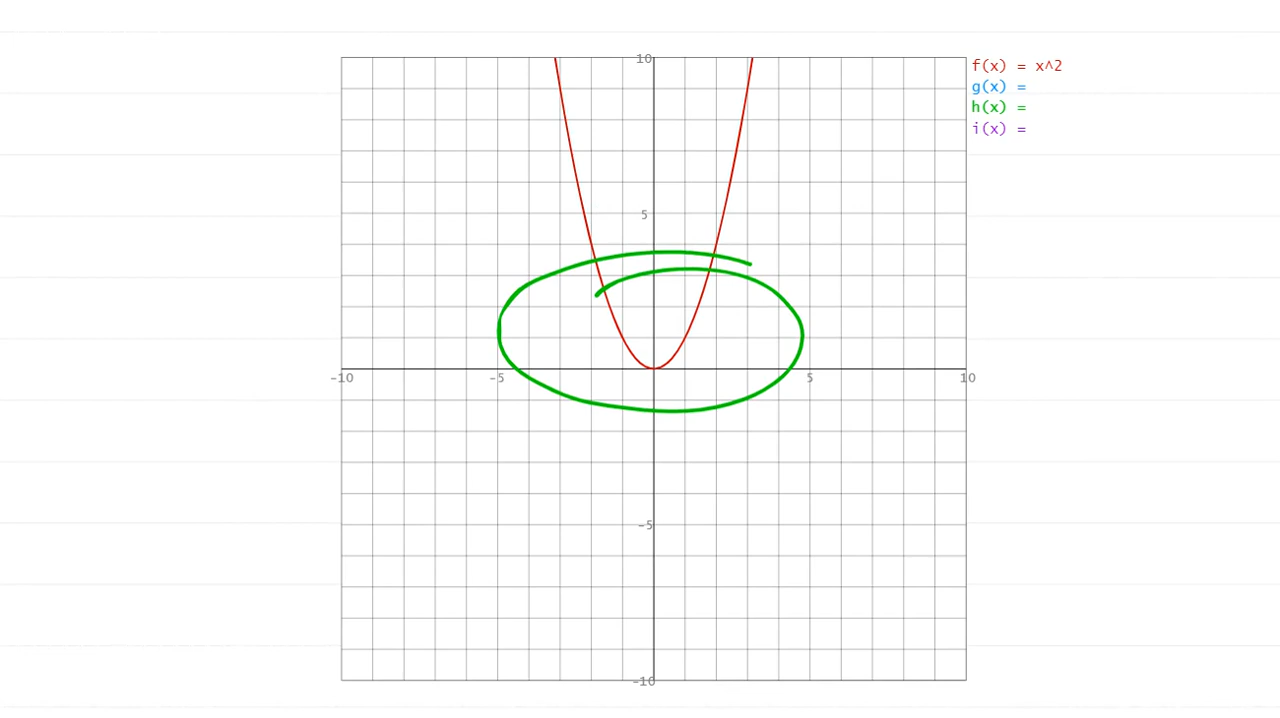 10
f(x) = x^2
g(x) =
h(x) =
i(x) =
5
-10
-5
5
10
-5
-10